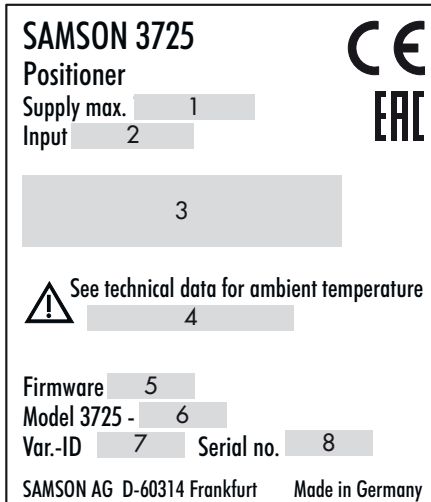 SAMSON 3725
CE
Positioner
Supply max. 1
EAC
Input 2
3
See technical data for ambient temperature
4
Firmware 5
Model 3725 - 6
Var.-ID 7 Serial no. 8
SAMSON AG D-60314 Frankfurt Made in Germany